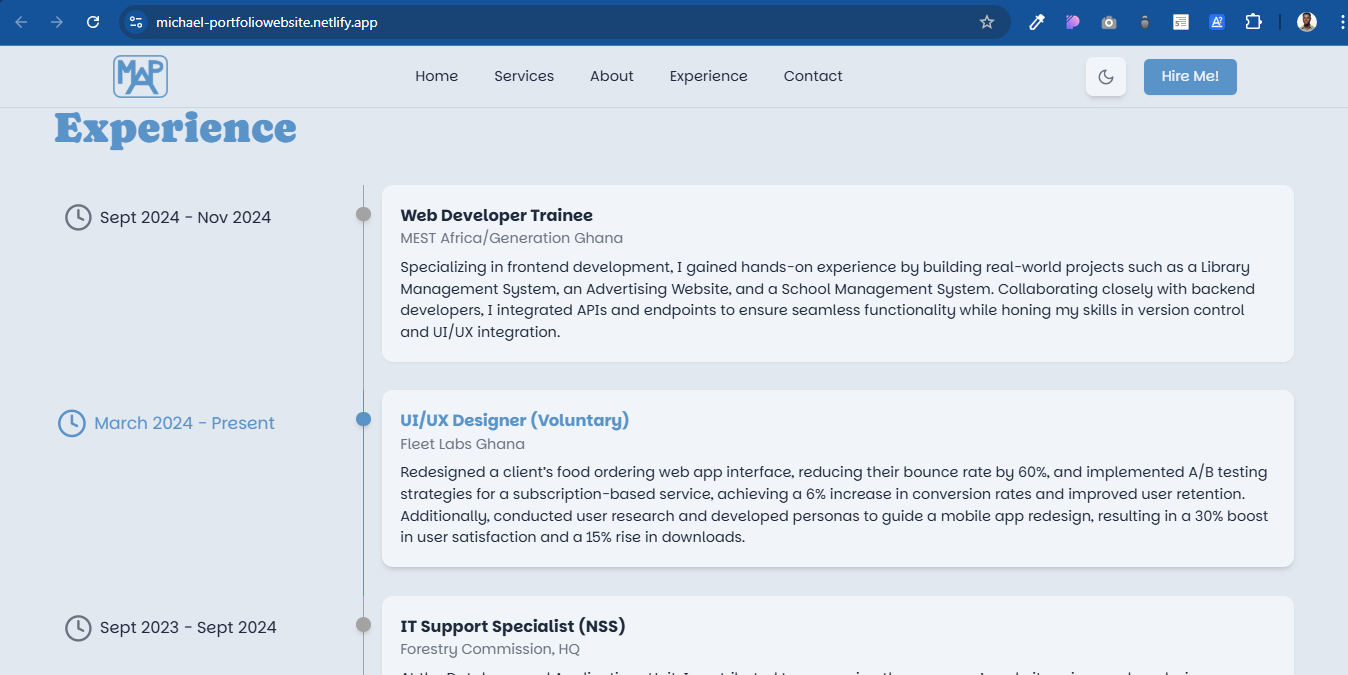 michael-portfoliowebsite.netlify.app
MAP
Home Services About Experience Contact
Hire Me!
Experience
Sept 2024 - Nov 2024
Web Developer Trainee
MEST Africa/Generation Ghana
Specializing in frontend development, I gained hands-on experience by building real-world projects such as a Library
Management System, an Advertising Website, and a School Management System. Collaborating closely with backend
developers, I integrated APIs and endpoints to ensure seamless functionality while honing my skills in version control
and UI/UX integration.
March 2024 - Present
UI/UX Designer (Voluntary)
Fleet Labs Ghana
Redesigned a client's food ordering web app interface, reducing their bounce rate by 60%, and implemented A/B testing
strategies for a subscription-based service, achieving a 6% increase in conversion rates and improved user retention.
Additionally, conducted user research and developed personas to guide a mobile app redesign, resulting in a 30% boost
in user satisfaction and a 15% rise in downloads.
Sept 2023 - Sept 2024
IT Support Specialist (NSS)
Forestry Commission, HQ